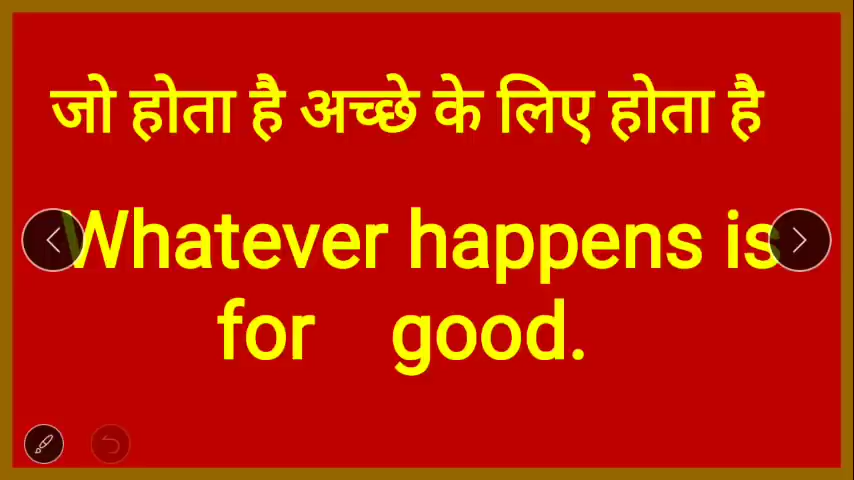 जो होता है अच्छे के लिए होता है
Whatever happens is
for good.